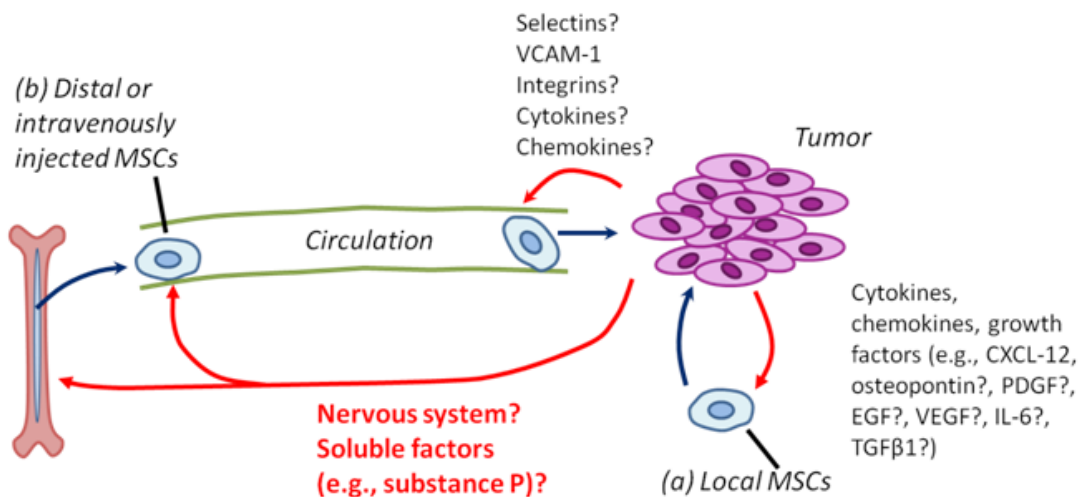 Selectins?
VCAM-1
Integrins?
Cytokines?
Chemokines?
(b) Distal or
intravenously
injected MSCs
Tumor
Circulation
Cytokines,
chemokines, growth
factors (e.g., CXCL-12,
osteopontin?, PDGF?,
EGF?, VEGF?, IL-6?,
TGFβ1?)
Nervous system?
Soluble factors
(e.g., substance P)?
(a) Local MSCs